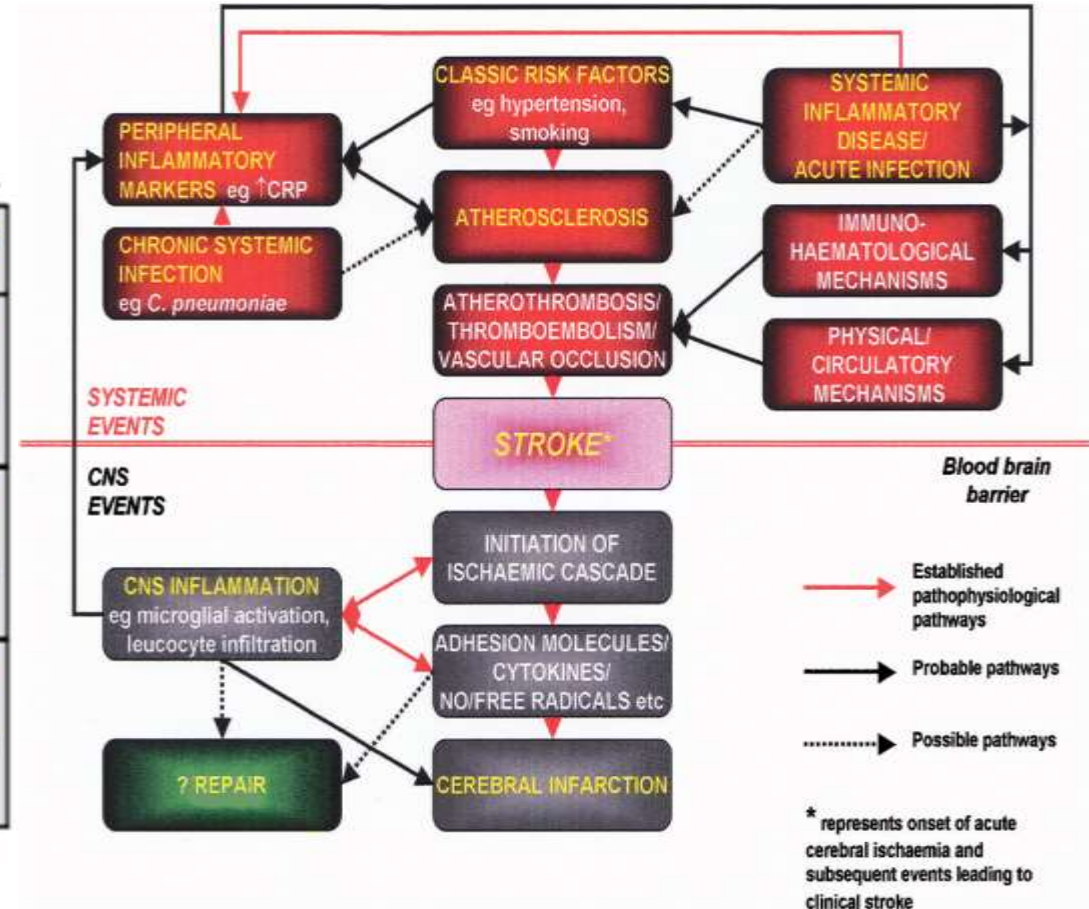 CLASSIC RISK FACTORS
eg hypertension,
smoking
SYSTEMIC
INFLAMMATORY
DISEASE/
ACUTE INFECTION
PERIPHERAL
INFLAMMATORY
MARKERS eg ↑CRP
ATHEROSCLEROSIS
CHRONIC SYSTEMIC
INFECTION
eg C. pneumoniae
IMMUNO-
HAEMATOLOGICAL
MECHANISMS
ATHEROTHROMBOSIS/
THROMBOEMBOLISM/
VASCULAR OCCLUSION
PHYSICAL/
CIRCULATORY
MECHANISMS
SYSTEMIC
EVENTS
STROKE*
CNS
EVENTS
Blood brain
barrier
INITIATION OF
ISCHAEMIC CASCADE
CNS INFLAMMATION
eg microglial activation,
leucocyte infiltration
ADHESION MOLECULES/
CYTOKINES/
NO/FREE RADICALS etc
? REPAIR
CEREBRAL INFARCTION
Established
pathophysiological
pathways
Probable pathways
Possible pathways
* represents onset of acute
cerebral ischaemia and
subsequent events leading to
clinical stroke